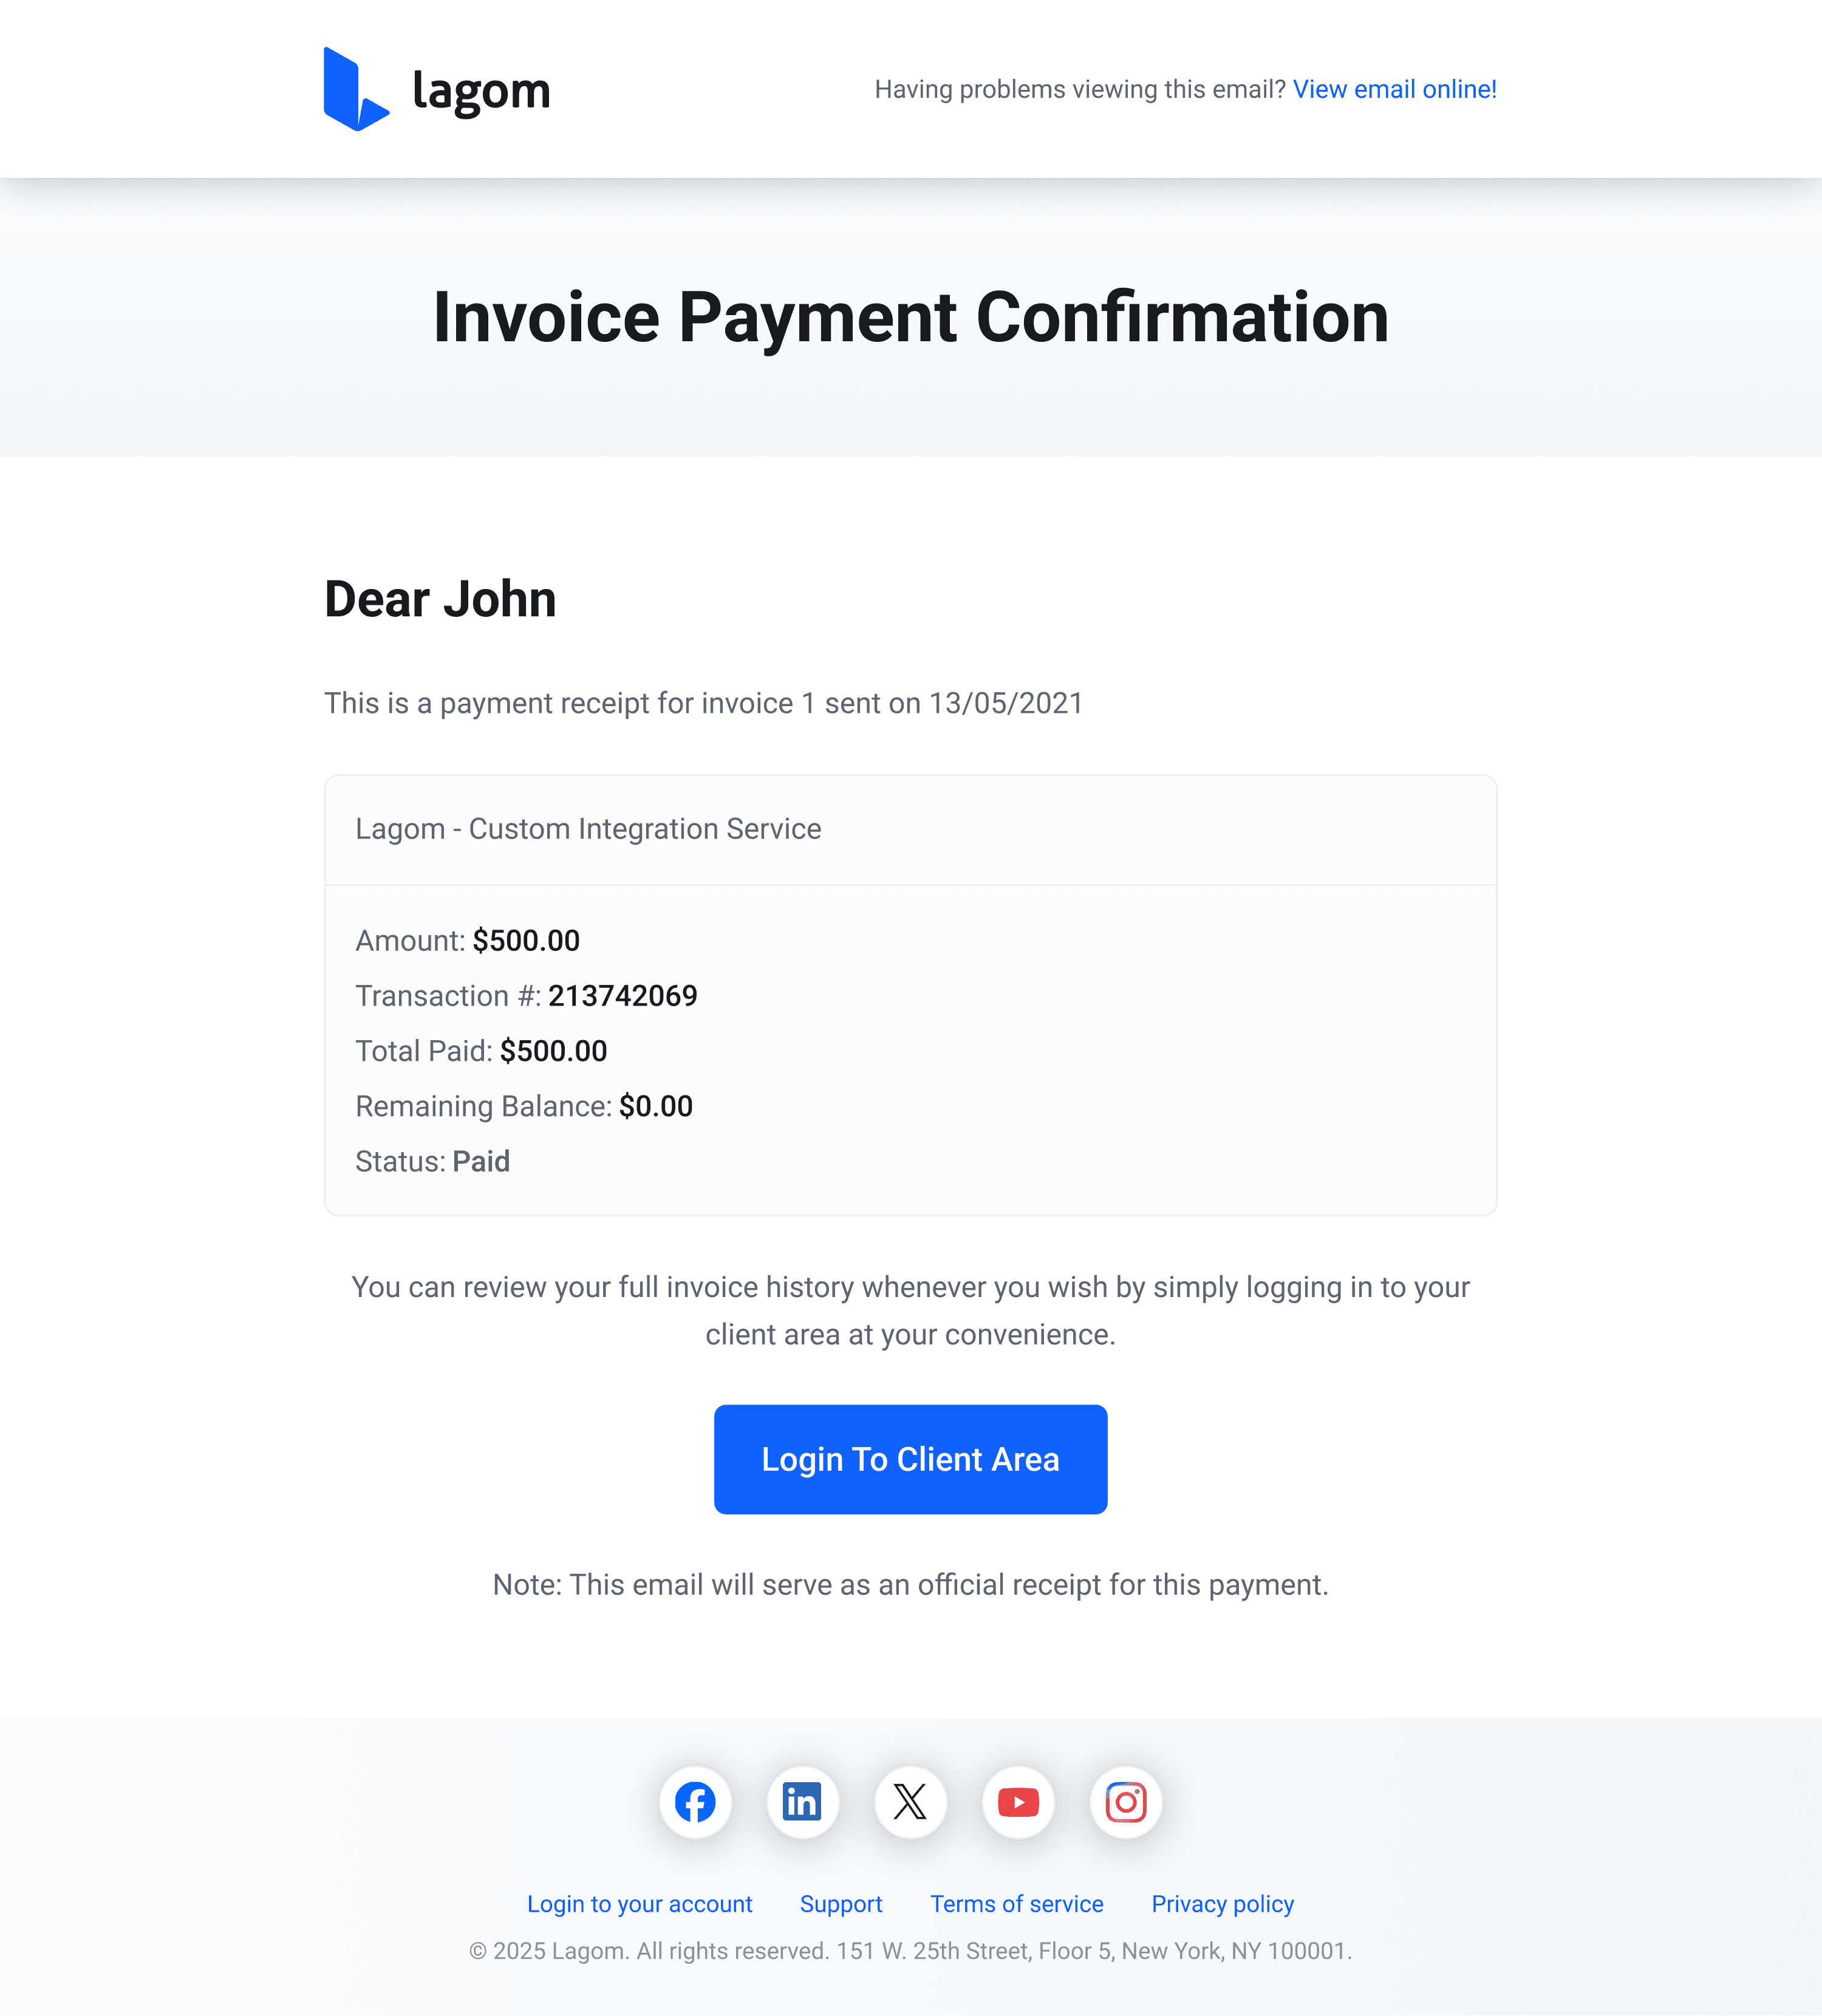 lagom
Having problems viewing this email? View email online!
Invoice Payment Confirmation
Dear John
This is a payment receipt for invoice 1 sent on 13/05/2021
Lagom - Custom Integration Service
Amount: $500.00
Transaction #: 213742069
Total Paid: $500.00
Remaining Balance: $0.00
Status: Paid
You can review your full invoice history whenever you wish by simply logging in to your
client area at your convenience.
Login To Client Area
Note: This email will serve as an official receipt for this payment.
in
Login to your account Support Terms of service Privacy policy
© 2025 Lagom. All rights reserved. 151 W. 25th Street, Floor 5, New York, NY 100001.